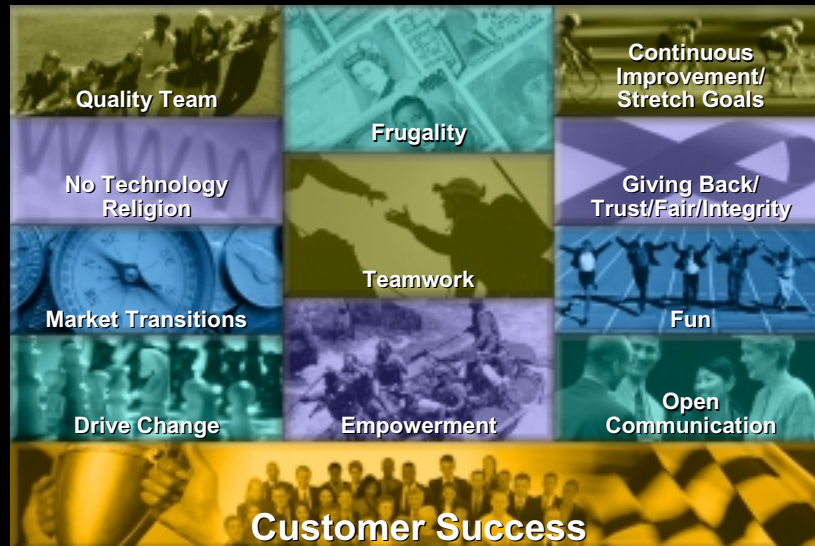 Quality Team
Frugality
Continuous
Improvement/
Stretch Goals
No Technology
Religion
Teamwork
Giving Back/
Trust/Fair/Integrity
Market Transitions
Fun
Drive Change
Empowerment
Open
Communication
Customer Success